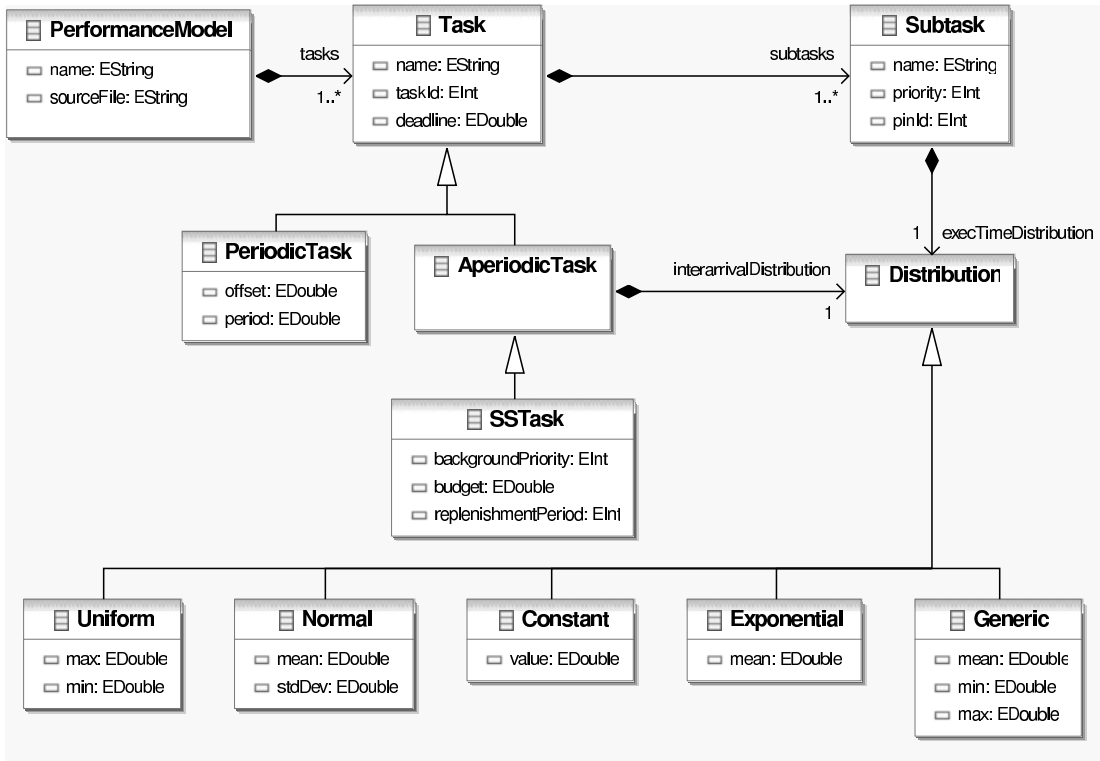 PerformanceModel
name: EString
sourceFile: EString
tasks
1..*
Task
name: EString
taskId: EInt
deadline: EDouble
subtasks
1..*
Subtask
name: EString
priority: EInt
pinId: EInt
1 execTimeDistribution
PeriodicTask
offset: EDouble
period: EDouble
AperiodicTask
interarrivalDistribution
1
Distribution
SSTask
backgroundPriority: EInt
budget: EDouble
replenishmentPeriod: EInt
Uniform
max: EDouble
min: EDouble
Normal
mean: EDouble
stdDev: EDouble
Constant
value: EDouble
Exponential
mean: EDouble
Generic
mean: EDouble
min: EDouble
max: EDouble